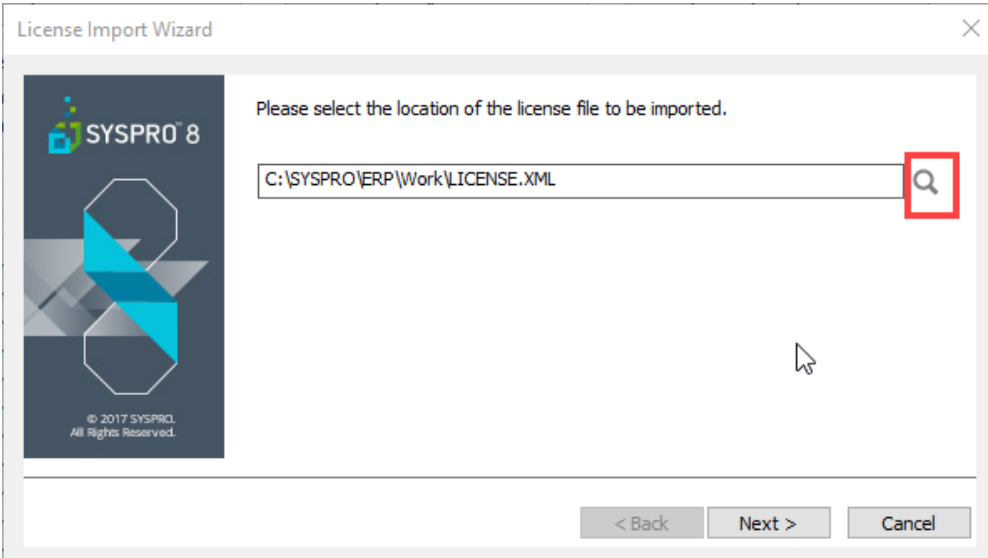 License Import Wizard
SYSPRO™ 8
Please select the location of the license file to be imported.
C:\SYSPRO\ERP\Work\LICENSE.XML
© 2017 SYSPRO.
All Rights Reserved.
< Back
Next >
Cancel